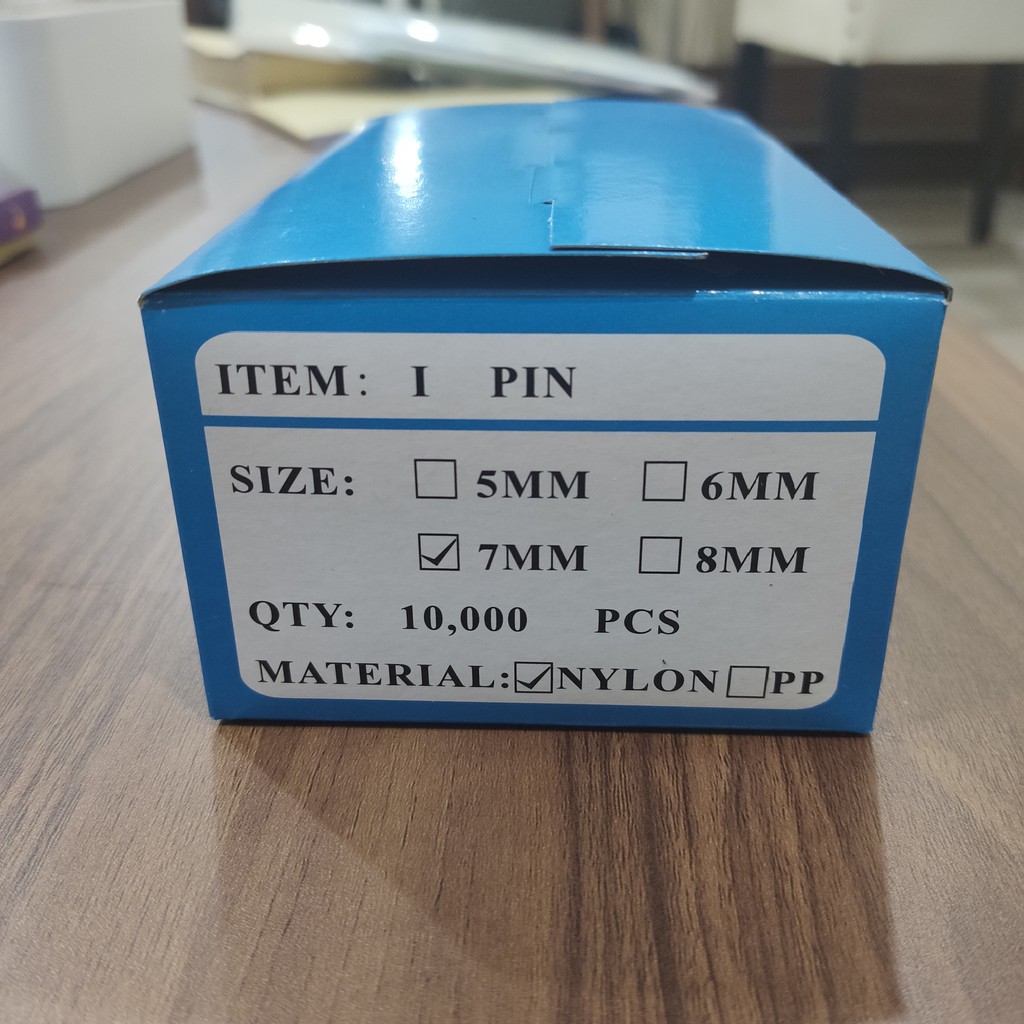 ITEM: I PIN
SIZE: ☐ 5MM ☐ 6MM
☑ 7MM ☐ 8MM
QTY: 10,000 PCS
MATERIAL:☑NYLON☐PP